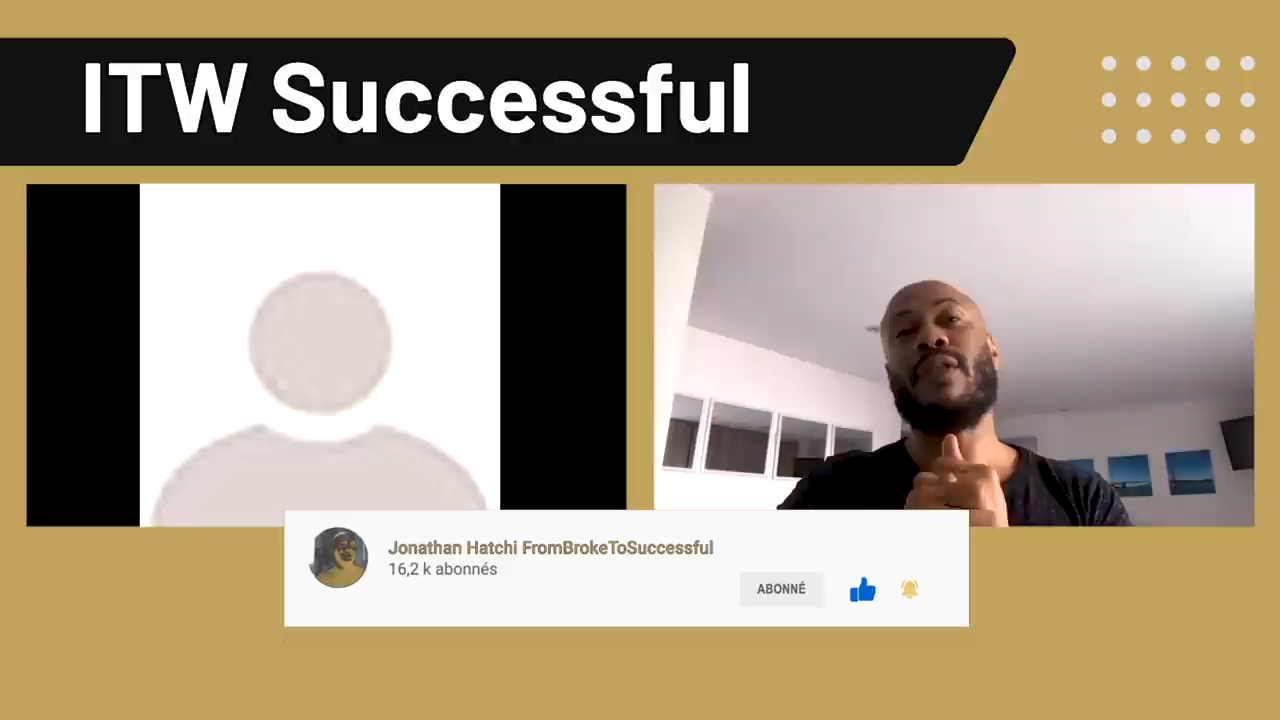 ITW Successful
Jonathan Hatchi FromBrokeToSuccessful
16,2 k abonnés
ABONNÉ